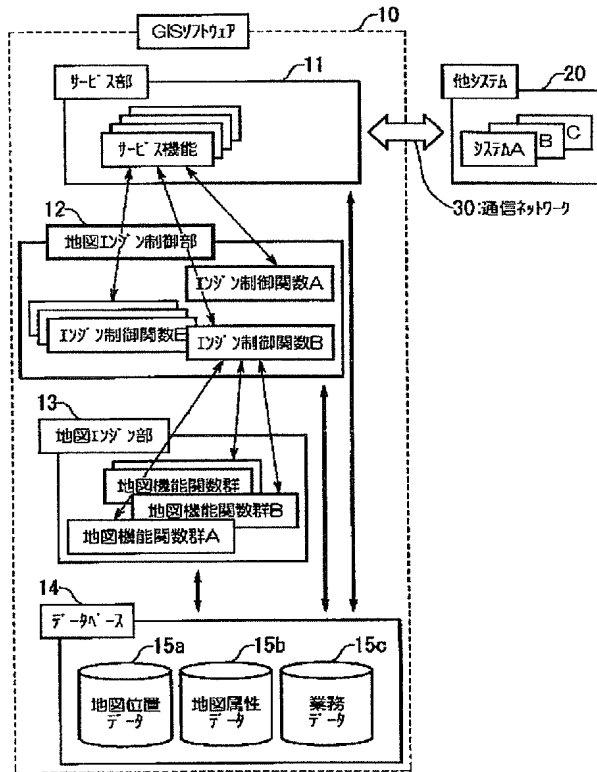 10
GISｿﾌﾄｳｪｱ
11
ｻｰﾋﾞｽ部
ｻｰﾋﾞｽ機能
20
他ｼｽﾃﾑ
C
B
ｼｽﾃﾑA
30:通信ネットワーク
12
地図ｴﾝｼﾞﾝ制御部
ｴﾝｼﾞﾝ制御関数A
ｴﾝｼﾞﾝ制御関数E
ｴﾝｼﾞﾝ制御関数B
13
地図ｴﾝｼﾞﾝ部
地図機能関数群
地図機能関数群B
地図機能関数群A
14
データベース
15a
15b
15c
地図位置
データ
地図属性
データ
業務
データ